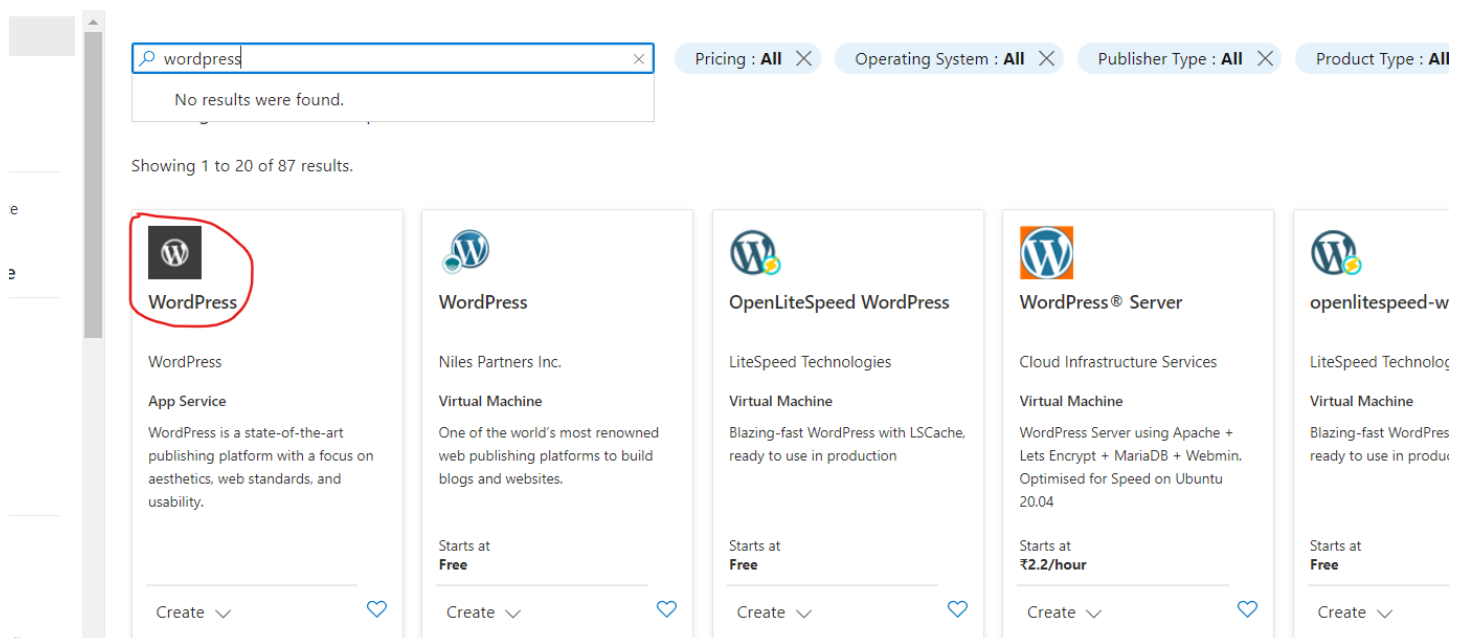 wordpress
Pricing : All
Operating System : All
Publisher Type : All
Product Type : All
No results were found.
Showing 1 to 20 of 87 results.
WordPress
WordPress
App Service
WordPress is a state-of-the-art
publishing platform with a focus on
aesthetics, web standards, and
usability.
Create
WordPress
Niles Partners Inc.
Virtual Machine
One of the world's most renowned
web publishing platforms to build
blogs and websites.
Starts at
Free
Create
OpenLiteSpeed WordPress
LiteSpeed Technologies
Virtual Machine
Blazing-fast WordPress with LSCache,
ready to use in production
Starts at
Free
Create
WordPress® Server
Cloud Infrastructure Services
Virtual Machine
WordPress Server using Apache +
Lets Encrypt + MariaDB + Webmin.
Optimised for Speed on Ubuntu
20.04
Starts at
₹2.2/hour
Create
openlitespeed-w
LiteSpeed Technolog
Virtual Machine
Blazing-fast WordPres
ready to use in produc
Starts at
Free
Create